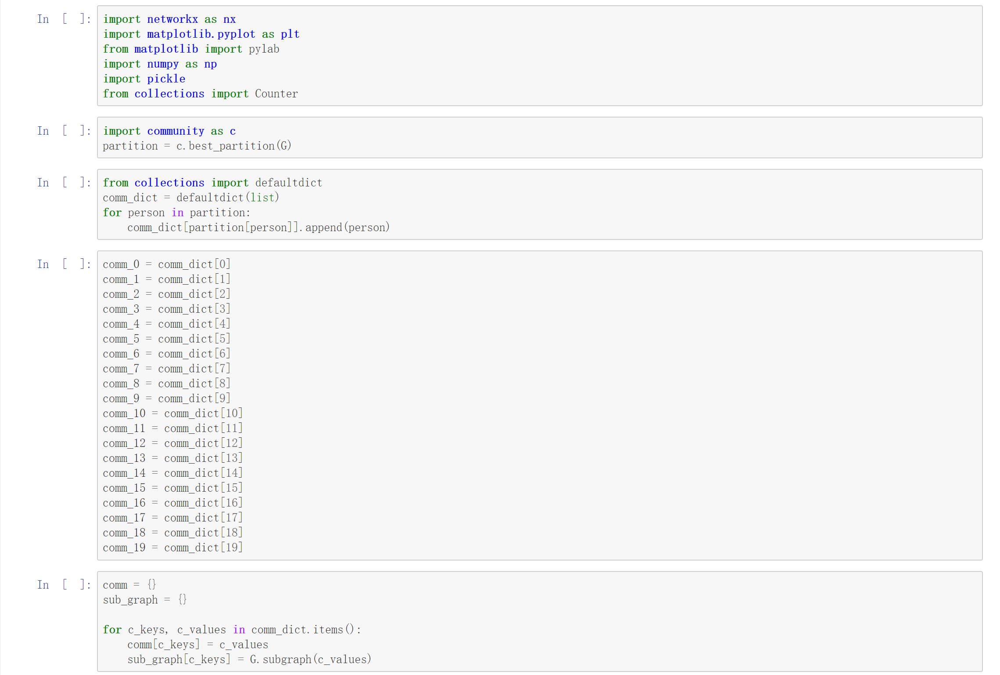 In [ ]: import networkx as nx
import matplotlib.pyplot as plt
from matplotlib import pylab
import numpy as np
import pickle
from collections import Counter
In [ ]: import community as c
partition = c.best_partition(G)
In [ ]: from collections import defaultdict
comm_dict = defaultdict(list)
for person in partition:
    comm_dict[partition[person]].append(person)
In [ ]: comm_0 = comm_dict[0]
comm_1 = comm_dict[1]
comm_2 = comm_dict[2]
comm_3 = comm_dict[3]
comm_4 = comm_dict[4]
comm_5 = comm_dict[5]
comm_6 = comm_dict[6]
comm_7 = comm_dict[7]
comm_8 = comm_dict[8]
comm_9 = comm_dict[9]
comm_10 = comm_dict[10]
comm_11 = comm_dict[11]
comm_12 = comm_dict[12]
comm_13 = comm_dict[13]
comm_14 = comm_dict[14]
comm_15 = comm_dict[15]
comm_16 = comm_dict[16]
comm_17 = comm_dict[17]
comm_18 = comm_dict[18]
comm_19 = comm_dict[19]
In [ ]: comm = {}
sub_graph = {}
for c_keys, c_values in comm_dict.items():
    comm[c_keys] = c_values
    sub_graph[c_keys] = G.subgraph(c_values)